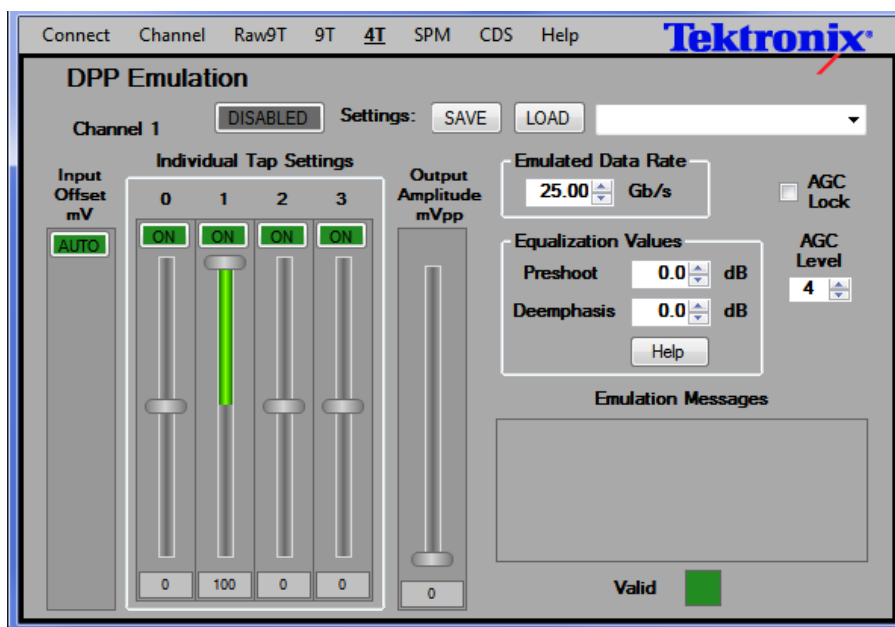 Connect Channel Raw9T 9T 4T SPM CDS Help
Tektronix®
DPP Emulation
Channel 1
DISABLED
Settings:
SAVE
LOAD
Input
Offset
mV
AUTO
Individual Tap Settings
0 1 2 3
ON ON ON ON
0 100 0 0
Output
Amplitude
mVpp
0
Emulated Data Rate
25.00 Gb/s
AGC
Lock
Equalization Values
Preshoot 0.0 dB
Deemphasis 0.0 dB
Help
AGC
Level
4
Emulation Messages
Valid